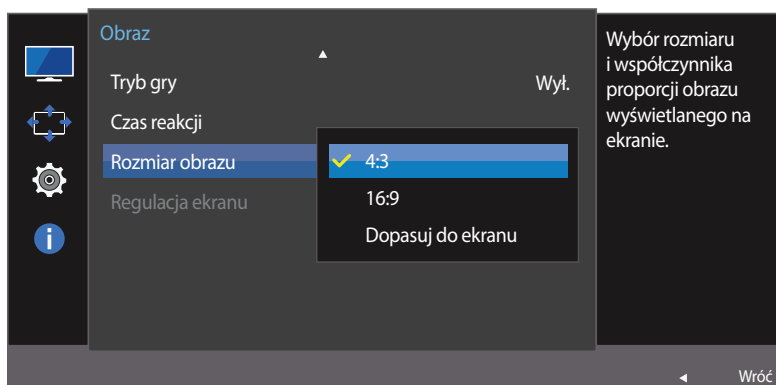 Obraz
Tryb gry Wył.
Czas reakcji
Rozmiar obrazu
4:3
16:9
Dopasuj do ekranu
Regulacja ekranu
Wybór rozmiaru
i współczynnika
proporcji obrazu
wyświetlanego na
ekranie.
Wróć